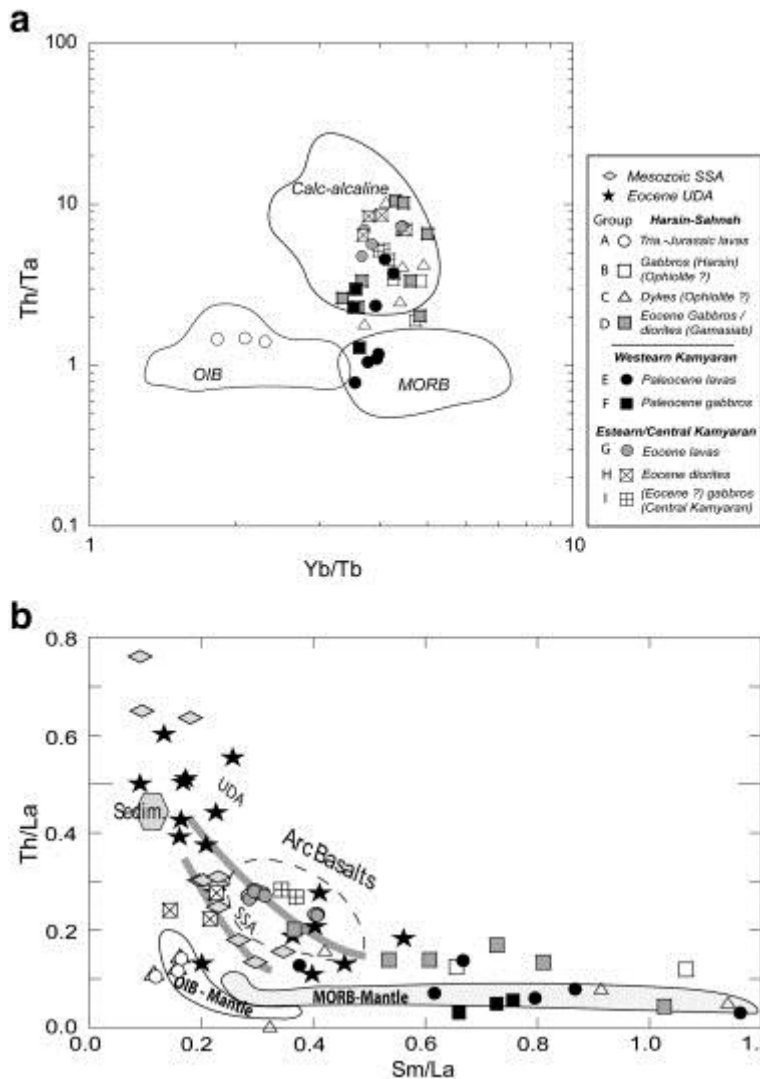 a
100
10
1
0.1
Th/Ta
Calc-alcaline
OIB
MORB
1
10
Yb/Tb
Mesozoic SSA
Eocene UDA
Group Harsin-Sahneh
A Tria.-Jurassic lavas
B Gabbros (Harsin)
(Ophiolite ?)
C Dykes (Ophiolite ?)
D Eocene Gabbros /
diorites (Gamasiab)
Westearn Kamyaran
E Paleocene lavas
F Paleocene gabbros
Estearn/Central Kamyaran
G Eocene lavas
H Eocene diorites
I (Eocene ?) gabbros
(Central Kamyaran)
b
0.8
0.6
0.4
0.2
0.0
Th/La
UDA
Sedim.
Arc Basalts
SSA
OIB - Mantle
MORB-Mantle
0.0
0.2
0.4
0.6
0.8
1.0
1.
Sm/La